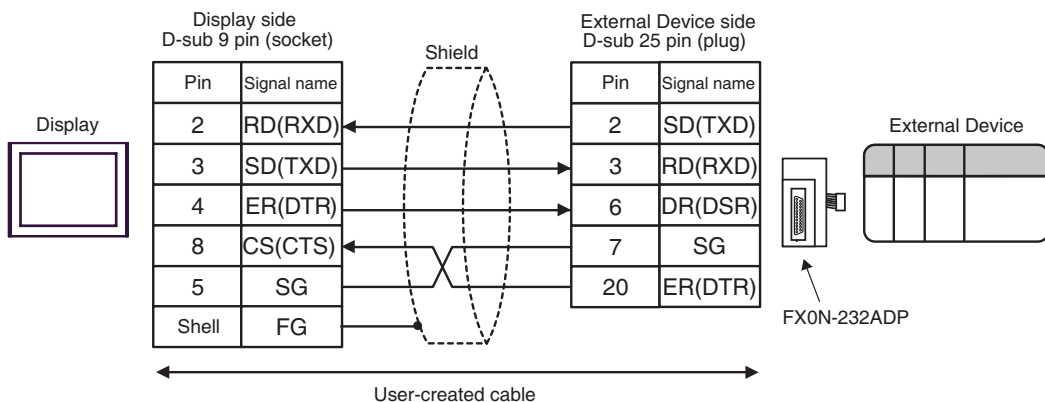 Display side
D-sub 9 pin (socket)
External Device side
D-sub 25 pin (plug)
Shield
Pin Signal name
2 RD(RXD)
3 SD(TXD)
4 ER(DTR)
8 CS(CTS)
5 SG
Shell FG
Pin Signal name
2 SD(TXD)
3 RD(RXD)
6 DR(DSR)
7 SG
20 ER(DTR)
Display
External Device
FX0N-232ADP
User-created cable